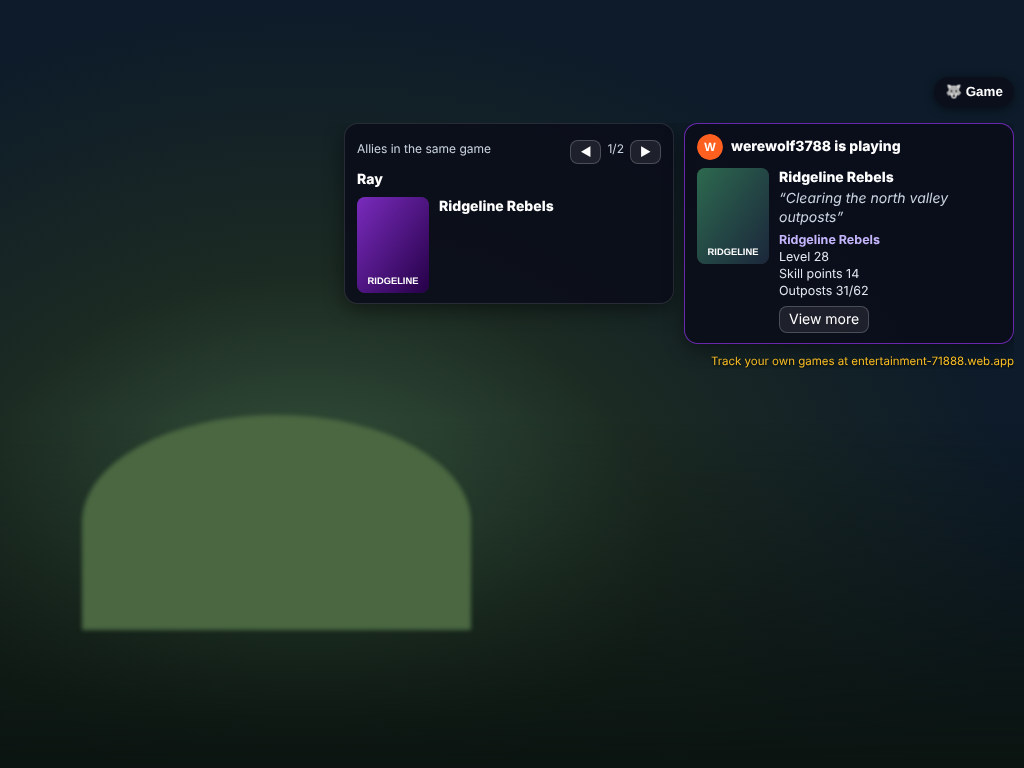 🐺 Game
Allies in the same game
◀ 1/2 ▶
Ray
RIDGELINE
Ridgeline Rebels
W werewolf3788 is playing
RIDGELINE
Ridgeline Rebels
“Clearing the north valley
outposts”
Ridgeline Rebels
Level 28
Skill points 14
Outposts 31/62
View more
Track your own games at entertainment-71888.web.app